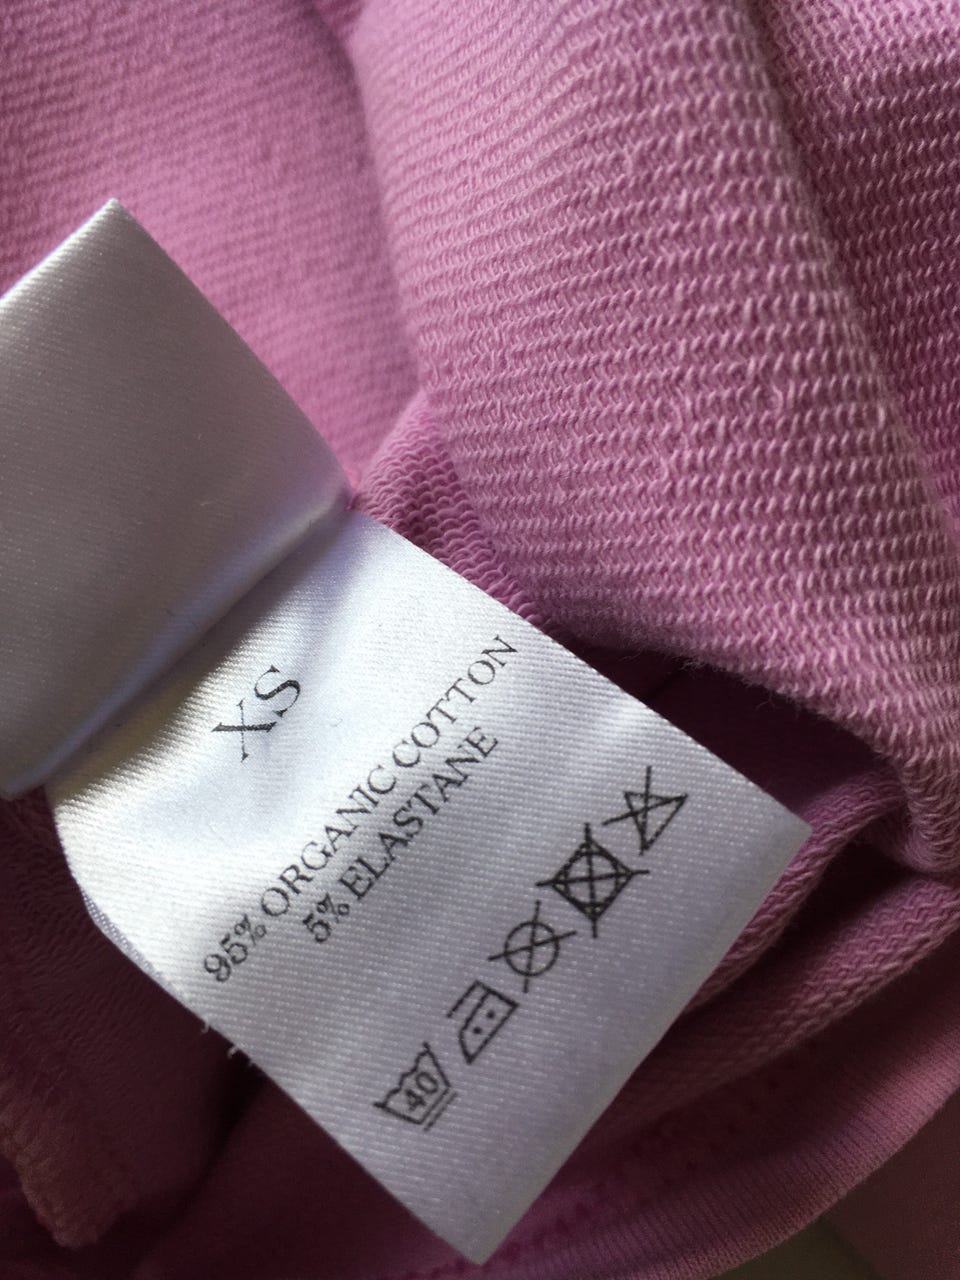 XS
95% ORGANIC COTTON
5% ELASTANE
40